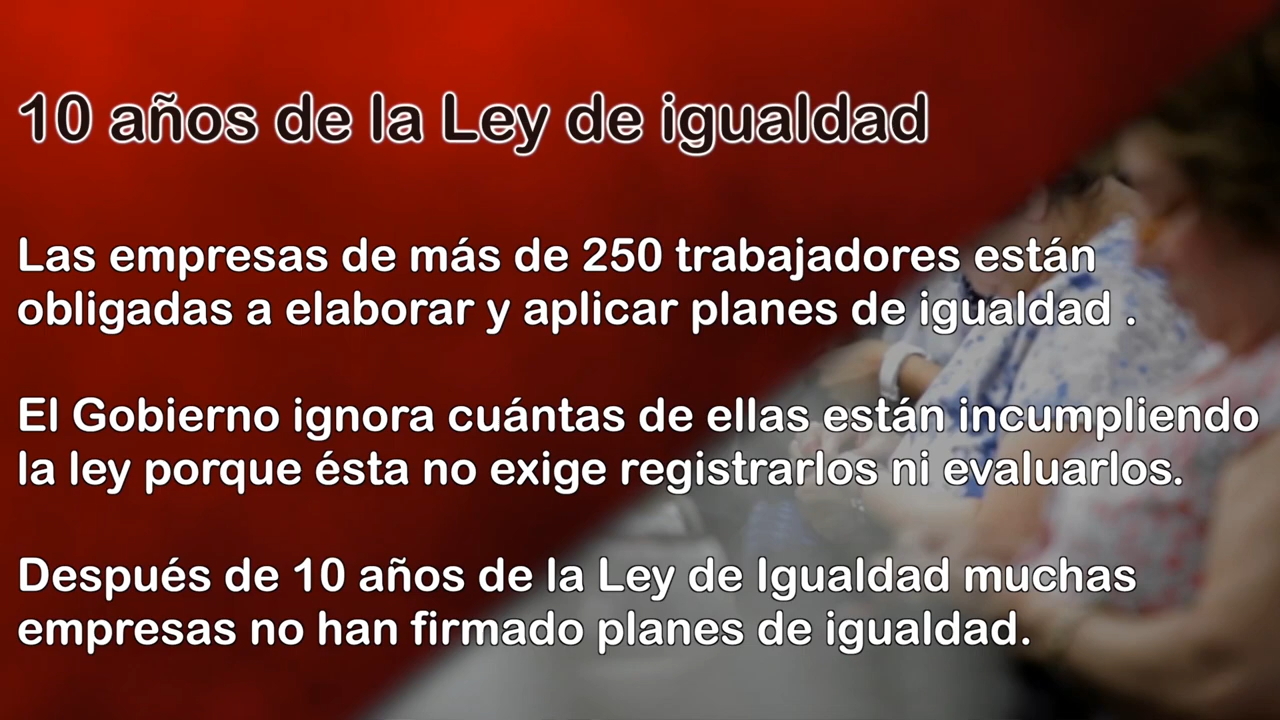 10 años de la Ley de igualdad
Las empresas de más de 250 trabajadores están
obligadas a elaborar y aplicar planes de igualdad .
El Gobierno ignora cuántas de ellas están incumpliendo
la ley porque ésta no exige registrarlos ni evaluarlos.
Después de 10 años de la Ley de Igualdad muchas
empresas no han firmado planes de igualdad.